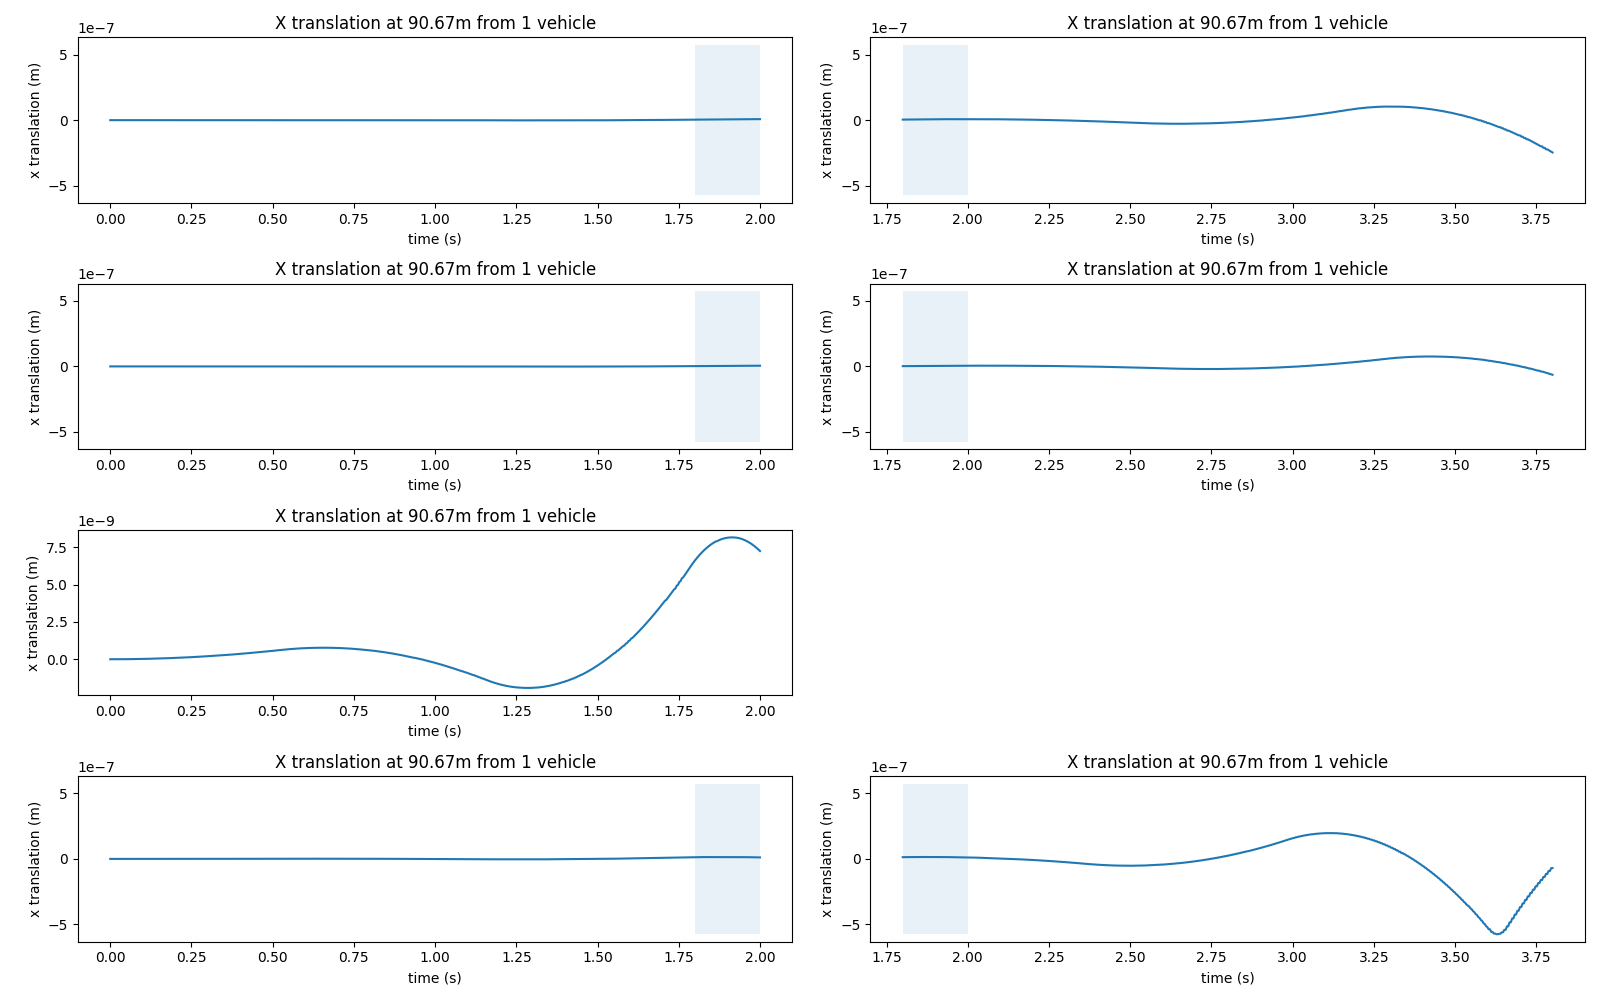 X translation at 90.67m from 1 vehicle
1e−7
5
0
−5
x translation (m)
0.00 0.25 0.50 0.75 1.00 1.25 1.50 1.75 2.00
time (s)
X translation at 90.67m from 1 vehicle
1e−7
5
0
−5
x translation (m)
1.75 2.00 2.25 2.50 2.75 3.00 3.25 3.50 3.75
time (s)
X translation at 90.67m from 1 vehicle
1e−7
5
0
−5
x translation (m)
0.00 0.25 0.50 0.75 1.00 1.25 1.50 1.75 2.00
time (s)
X translation at 90.67m from 1 vehicle
1e−7
5
0
−5
x translation (m)
1.75 2.00 2.25 2.50 2.75 3.00 3.25 3.50 3.75
time (s)
X translation at 90.67m from 1 vehicle
1e−9
7.5
5.0
2.5
0.0
x translation (m)
0.00 0.25 0.50 0.75 1.00 1.25 1.50 1.75 2.00
time (s)
X translation at 90.67m from 1 vehicle
1e−7
5
0
−5
x translation (m)
0.00 0.25 0.50 0.75 1.00 1.25 1.50 1.75 2.00
time (s)
X translation at 90.67m from 1 vehicle
1e−7
5
0
−5
x translation (m)
1.75 2.00 2.25 2.50 2.75 3.00 3.25 3.50 3.75
time (s)